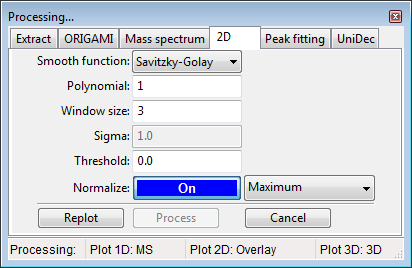 Processing...
Extract ORIGAMI Mass spectrum 2D Peak fitting UniDec
Smooth function: Savitzky-Golay
Polynomial: 1
Window size: 3
Sigma: 1.0
Threshold: 0.0
Normalize: On Maximum
Replot Process Cancel
Processing: Plot 1D: MS Plot 2D: Overlay Plot 3D: 3D